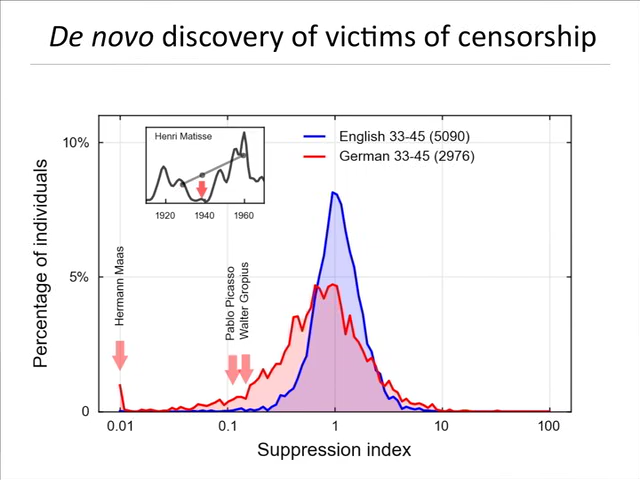 De novo discovery of victims of censorship
Henri Matisse
1920 1940 1960
English 33-45 (5090)
German 33-45 (2976)
10%
5%
0
Percentage of individuals
Hermann Maas
Pablo Picasso
Walter Gropius
0.01 0.1 1 10 100
Suppression index